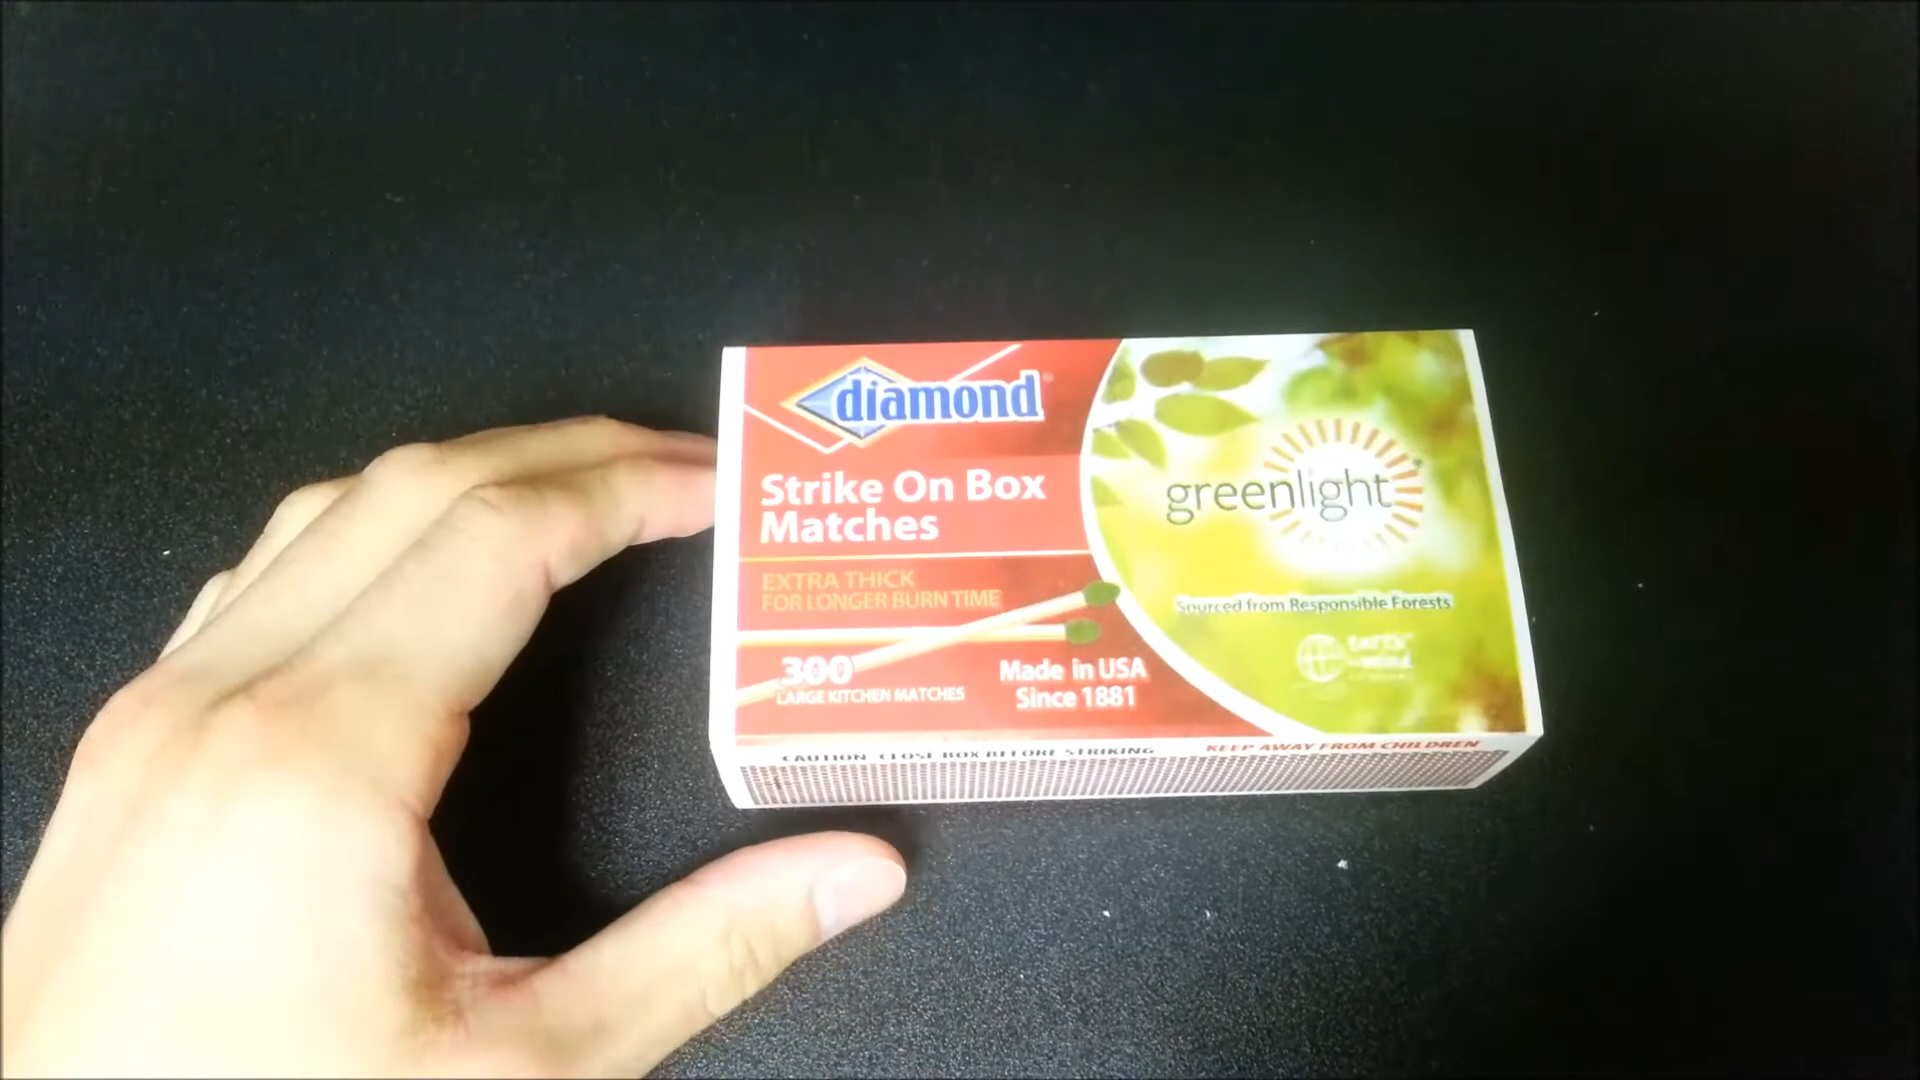 diamond
Strike On Box
Matches
EXTRA THICK
FOR LONGER BURN TIME
300
LARGE KITCHEN MATCHES
Made in USA
Since 1881
greenlight
Sourced from Responsible Forests
CAUTION CLOSE BOX BEFORE STRIKING
KEEP AWAY FROM CHILDREN